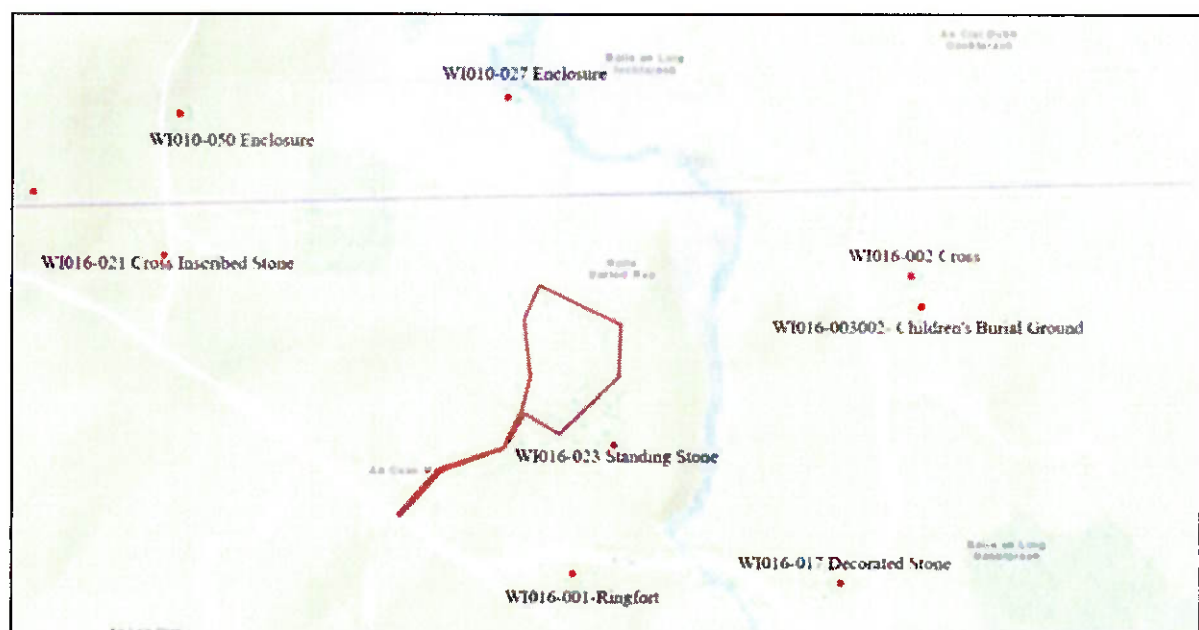 WI010-027 Enclosure
WI010-050 Enclosure
WI016-021 Cross Inscribed Stone
WI016-002 Cross
WI016-003002- Children's Burial Ground
WI016-023 Standing Stone
WI016-017 Decorated Stone
WI016-001-Ringfort